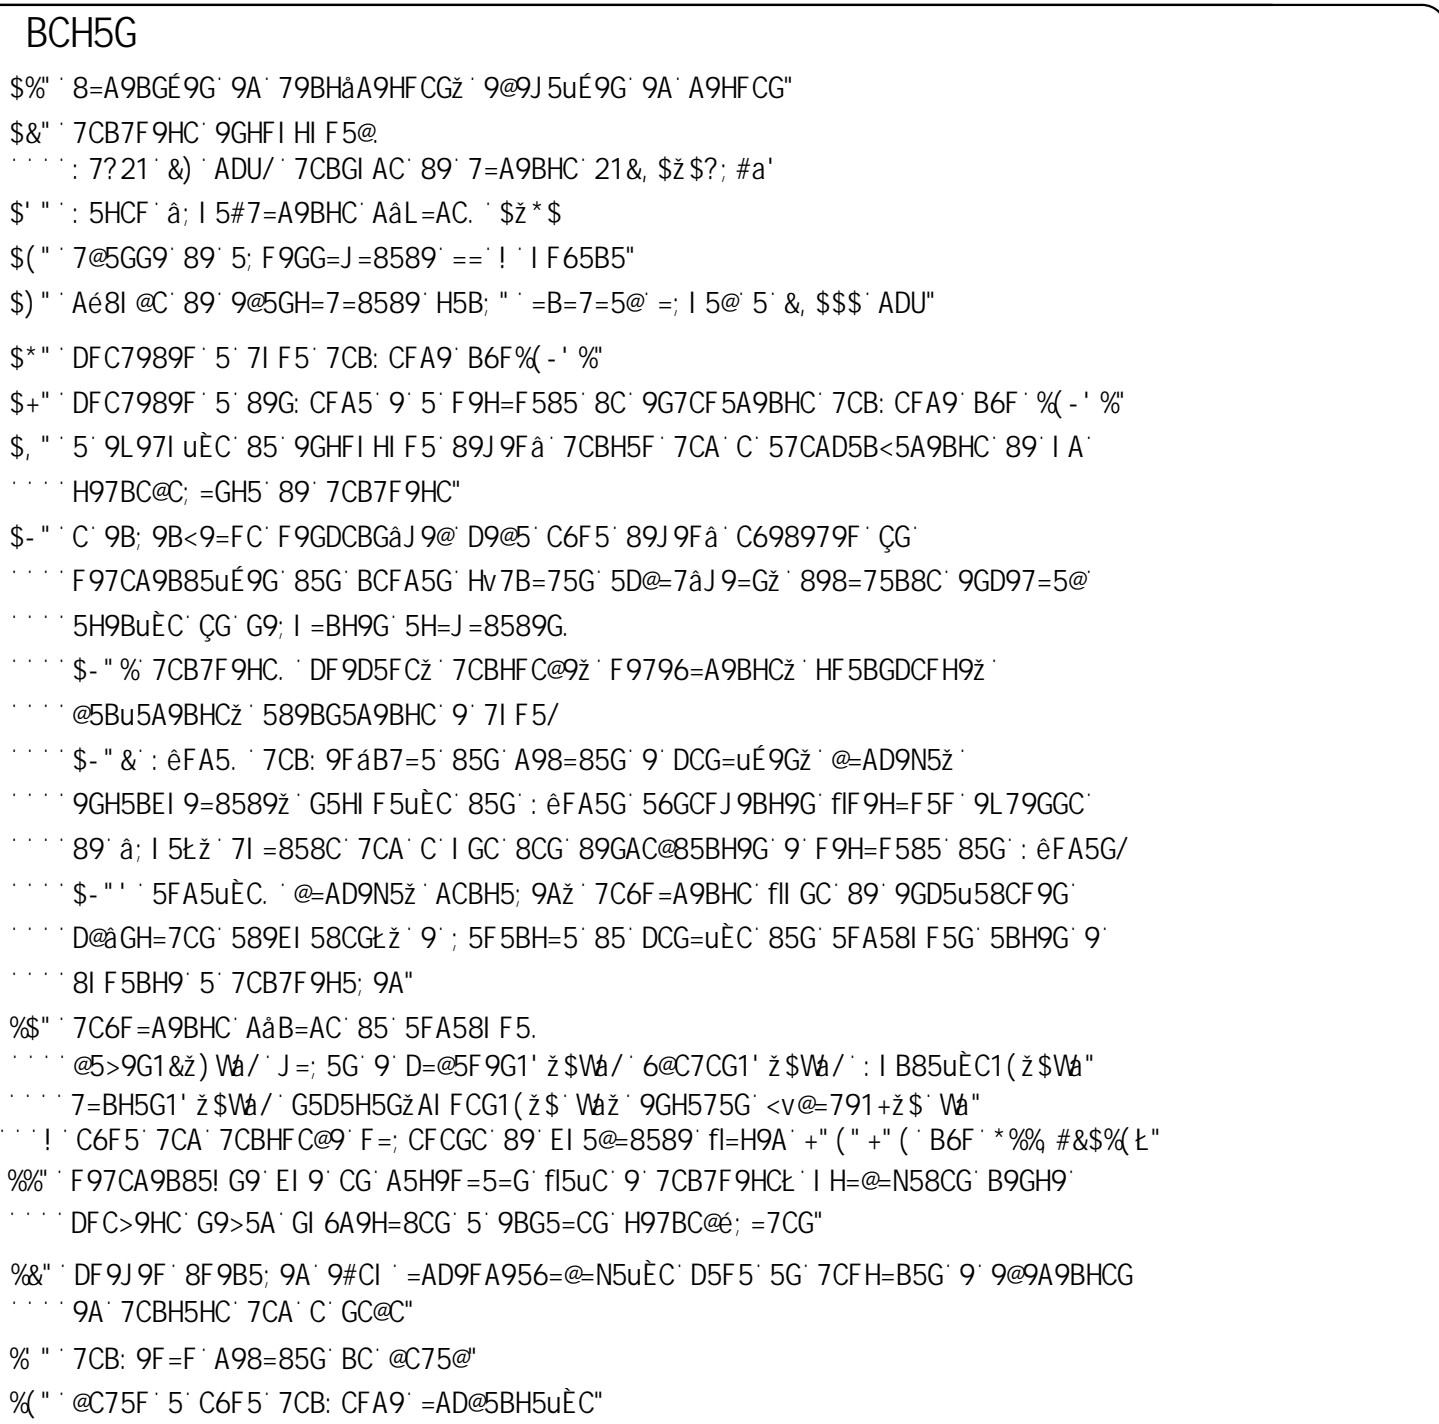 BCH5G
$%"˙8=A9BGÉ9G˙9A˙79BHåA9HFCGž˙9@9J5uÉ9G˙9A˙A9HFCG"
$&"˙7CB7F9HC˙9GHFIHIF5@.
˙˙˙˙:7?21˙&)˙ADU/˙7CBGIAC˙89˙7=A9BHC˙21&,$ž$?;#a'
$'"˙:5HCF˙â;I5#7=A9BHC˙AâL=AC.˙$ž*$
$("˙7@5GG9˙89˙5;F9GG=J=8589˙==˙!˙IF65B5"
$)"˙Aé8I@C˙89˙9@5GH=7=8589˙H5B;"˙=B=7=5@˙=;I5@˙5˙&,$$$˙ADU"
$*"˙DFC7989F˙5˙7IF5˙7CB:CFA9˙B6F%(-'%"
$+"˙DFC7989F˙5˙89G:CFA5˙9˙5˙F9H=F585˙8C˙9G7CF5A9BHC˙7CB:CFA9˙B6F˙%(-'%"
$,"˙5˙9L97IuÈC˙85˙9GHFIHIF5˙89J9Fâ˙7CBH5F˙7CA˙C˙57CAD5B<5A9BHC˙89˙IA˙
˙˙˙˙H97BC@C;=GH5˙89˙7CB7F9HC"
$-"˙C˙9B;9B<9=FC˙F9GDCBGâJ9@˙D9@5˙C6F5˙89J9Fâ˙C698979F˙ÇG˙
˙˙˙˙F97CA9B85uÉ9G˙85G˙BCFA5G˙Hv7B=75G˙5D@=7âJ9=Gž˙898=75B8C˙9GD97=5@˙
˙˙˙˙5H9BuÈC˙ÇG˙G9;I=BH9G˙5H=J=8589G.
˙˙˙˙$-"%˙7CB7F9HC.˙DF9D5FCž˙7CBHFC@9ž˙F9796=A9BHCž˙HF5BGDCFH9ž˙
˙˙˙˙@5Bu5A9BHCž˙589BG5A9BHC˙9˙7IF5/
˙˙˙˙$-"&˙:êFA5.˙7CB:9FáB7=5˙85G˙A98=85G˙9˙DCG=uÉ9Gž˙@=AD9N5ž˙
˙˙˙˙9GH5BEI9=8589ž˙G5HIF5uÈC˙85G˙:êFA5G˙56GCFJ9BH9G˙flF9H=F5F˙9L79GGC˙
˙˙˙˙89˙â;I5Łž˙7I=858C˙7CA˙C˙IGC˙8CG˙89GAC@85BH9G˙9˙F9H=F585˙85G˙:êFA5G/
˙˙˙˙$-"'˙5FA5uÈC.˙@=AD9N5ž˙ACBH5;9Až˙7C6F=A9BHC˙flIGC˙89˙9GD5u58CF9G˙
˙˙˙˙D@âGH=7CG˙589EI58CGŁž˙9˙;5F5BH=5˙85˙DCG=uÈC˙85G˙5FA58IF5G˙5BH9G˙9˙
˙˙˙˙8IF5BH9˙5˙7CB7F9H5;9A"
%$"˙7C6F=A9BHC˙AåB=AC˙85˙5FA58IF5.
˙˙˙˙@5>9G1&ž)Wa/˙J=;5G˙9˙D=@5F9G1'ž$Wa/˙6@C7CG1'ž$Wa/˙:IB85uÈC1(ž$Wa"
˙˙˙˙7=BH5G1'ž$Wa/˙G5D5H5GžAIFCG1(ž$˙Waž˙9GH575G˙<v@=791+ž$˙Wa"
˙˙˙!˙C6F5˙7CA˙7CBHFC@9˙F=;CFCGC˙89˙EI5@=8589˙fl=H9A˙+"("+"(˙B6F˙*%%,#&$%(Ł"
%%"˙F97CA9B85!G9˙EI9˙CG˙A5H9F=5=G˙fl5uC˙9˙7CB7F9HCŁ˙IH=@=N58CG˙B9GH9˙
˙˙˙˙DFC>9HC˙G9>5A˙GI6A9H=8CG˙5˙9BG5=CG˙H97BC@é;=7CG"
%&"˙DF9J9F˙8F9B5;9A˙9#CI˙=AD9FA956=@=N5uÈC˙D5F5˙5G˙7CFH=B5G˙9˙9@9A9BHCG
˙˙˙˙9A˙7CBH5HC˙7CA˙C˙GC@C"
%'"˙7CB:9F=F˙A98=85G˙BC˙@C75@"
%("˙@C75F˙5˙C6F5˙7CB:CFA9˙=AD@5BH5uÈC"